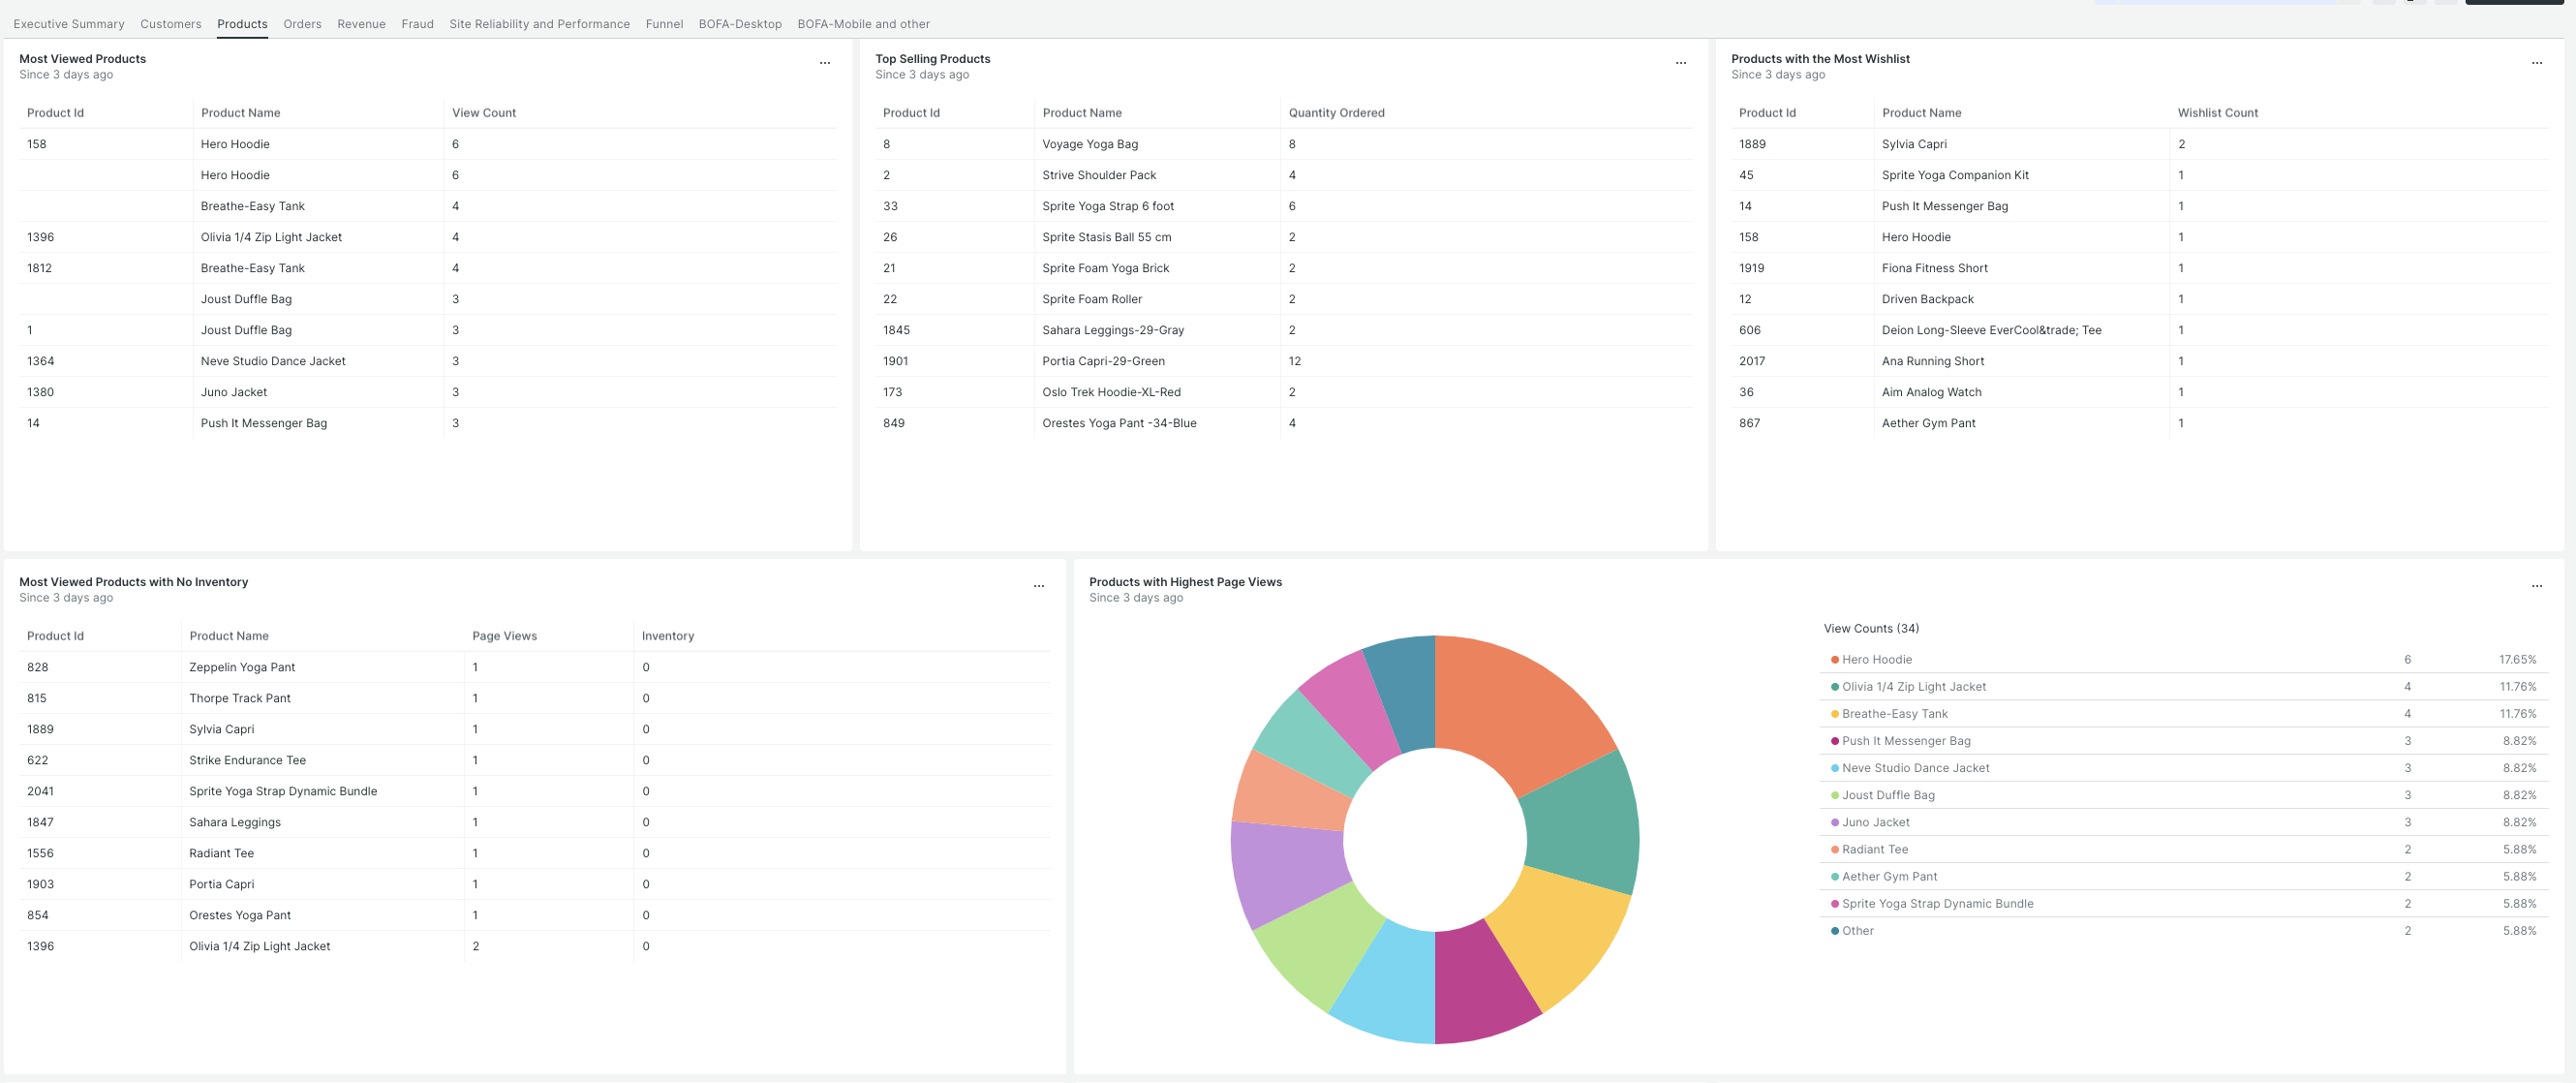 Executive Summary Customers Products Orders Revenue Fraud Site Reliability and Performance Funnel BOFA-Desktop BOFA-Mobile and other
Most Viewed Products
Since 3 days ago
...
Product Id Product Name View Count
158 Hero Hoodie 6
Hero Hoodie 6
Breathe-Easy Tank 4
1396 Olivia 1/4 Zip Light Jacket 4
1812 Breathe-Easy Tank 4
Joust Duffle Bag 3
1 Joust Duffle Bag 3
1364 Neve Studio Dance Jacket 3
1380 Juno Jacket 3
14 Push It Messenger Bag 3
Top Selling Products
Since 3 days ago
...
Product Id Product Name Quantity Ordered
8 Voyage Yoga Bag 8
2 Strive Shoulder Pack 4
33 Sprite Yoga Strap 6 foot 6
26 Sprite Stasis Ball 55 cm 2
21 Sprite Foam Yoga Brick 2
22 Sprite Foam Roller 2
1845 Sahara Leggings-29-Gray 2
1901 Portia Capri-29-Green 12
173 Oslo Trek Hoodie-XL-Red 2
849 Orestes Yoga Pant -34-Blue 4
Products with the Most Wishlist
Since 3 days ago
...
Product Id Product Name Wishlist Count
1889 Sylvia Capri 2
45 Sprite Yoga Companion Kit 1
14 Push It Messenger Bag 1
158 Hero Hoodie 1
1919 Fiona Fitness Short 1
12 Driven Backpack 1
606 Deion Long-Sleeve EverCool&trade; Tee 1
2017 Ana Running Short 1
36 Aim Analog Watch 1
867 Aether Gym Pant 1
Most Viewed Products with No Inventory
Since 3 days ago
...
Product Id Product Name Page Views Inventory
828 Zeppelin Yoga Pant 1 0
815 Thorpe Track Pant 1 0
1889 Sylvia Capri 1 0
622 Strike Endurance Tee 1 0
2041 Sprite Yoga Strap Dynamic Bundle 1 0
1847 Sahara Leggings 1 0
1556 Radiant Tee 1 0
1903 Portia Capri 1 0
854 Orestes Yoga Pant 1 0
1396 Olivia 1/4 Zip Light Jacket 2 0
Products with Highest Page Views
Since 3 days ago
...
View Counts (34)
Hero Hoodie 6 17.65%
Olivia 1/4 Zip Light Jacket 4 11.76%
Breathe-Easy Tank 4 11.76%
Push It Messenger Bag 3 8.82%
Neve Studio Dance Jacket 3 8.82%
Joust Duffle Bag 3 8.82%
Juno Jacket 3 8.82%
Radiant Tee 2 5.88%
Aether Gym Pant 2 5.88%
Sprite Yoga Strap Dynamic Bundle 2 5.88%
Other 2 5.88%